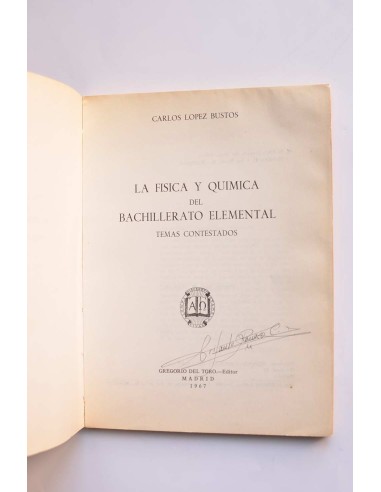 CARLOS LOPEZ BUSTOS
LA FISICA Y QUIMICA
DEL
BACHILLERATO ELEMENTAL
TEMAS CONTESTADOS
GREGORIO DEL TORO.—Editor
MADRID
1967